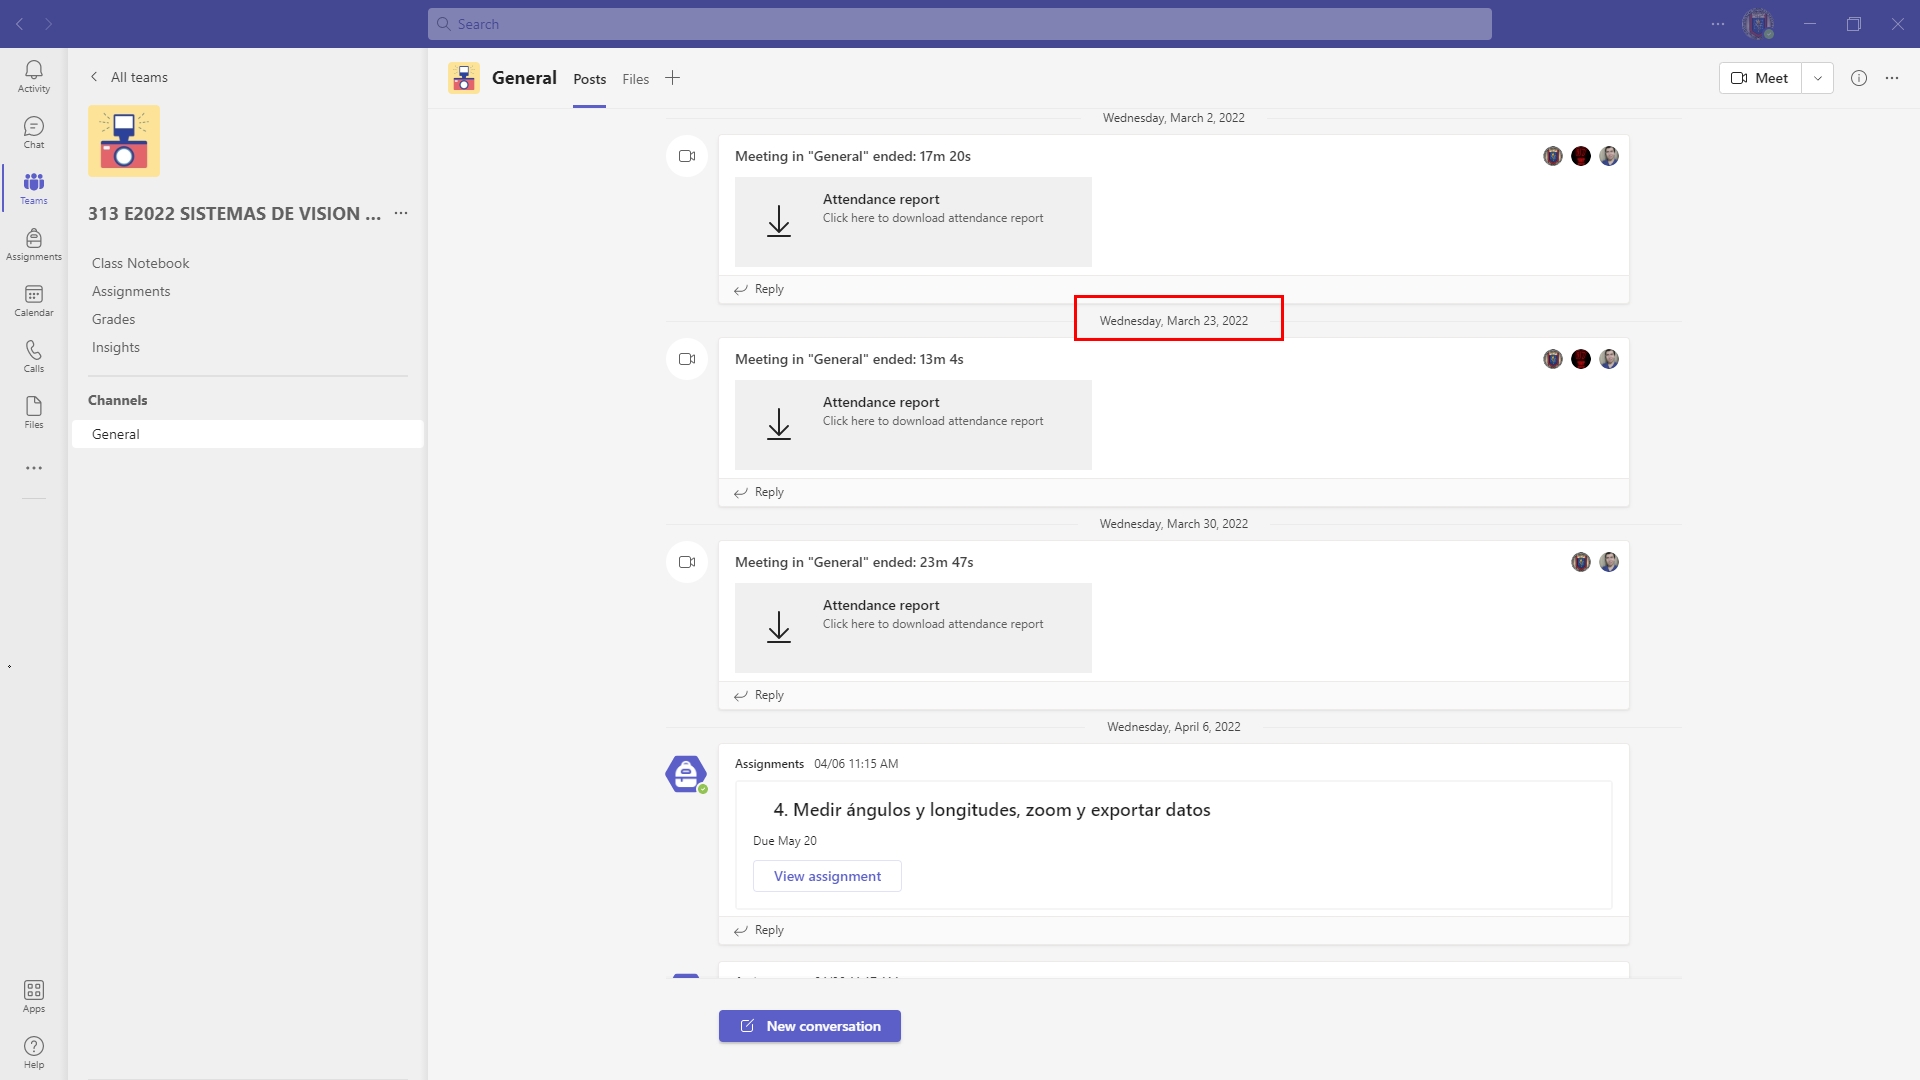 Search
Activity
Chat
Teams
Assignments
Calendar
Calls
Files
Apps
Help
All teams
313 E2022 SISTEMAS DE VISION ...
Class Notebook
Assignments
Grades
Insights
Channels
General
General
Posts
Files
Meet
Wednesday, March 2, 2022
Meeting in "General" ended: 17m 20s
Attendance report
Click here to download attendance report
Reply
Wednesday, March 23, 2022
Meeting in "General" ended: 13m 4s
Attendance report
Click here to download attendance report
Reply
Wednesday, March 30, 2022
Meeting in "General" ended: 23m 47s
Attendance report
Click here to download attendance report
Reply
Wednesday, April 6, 2022
Assignments 04/06 11:15 AM
4. Medir ángulos y longitudes, zoom y exportar datos
Due May 20
View assignment
Reply
New conversation